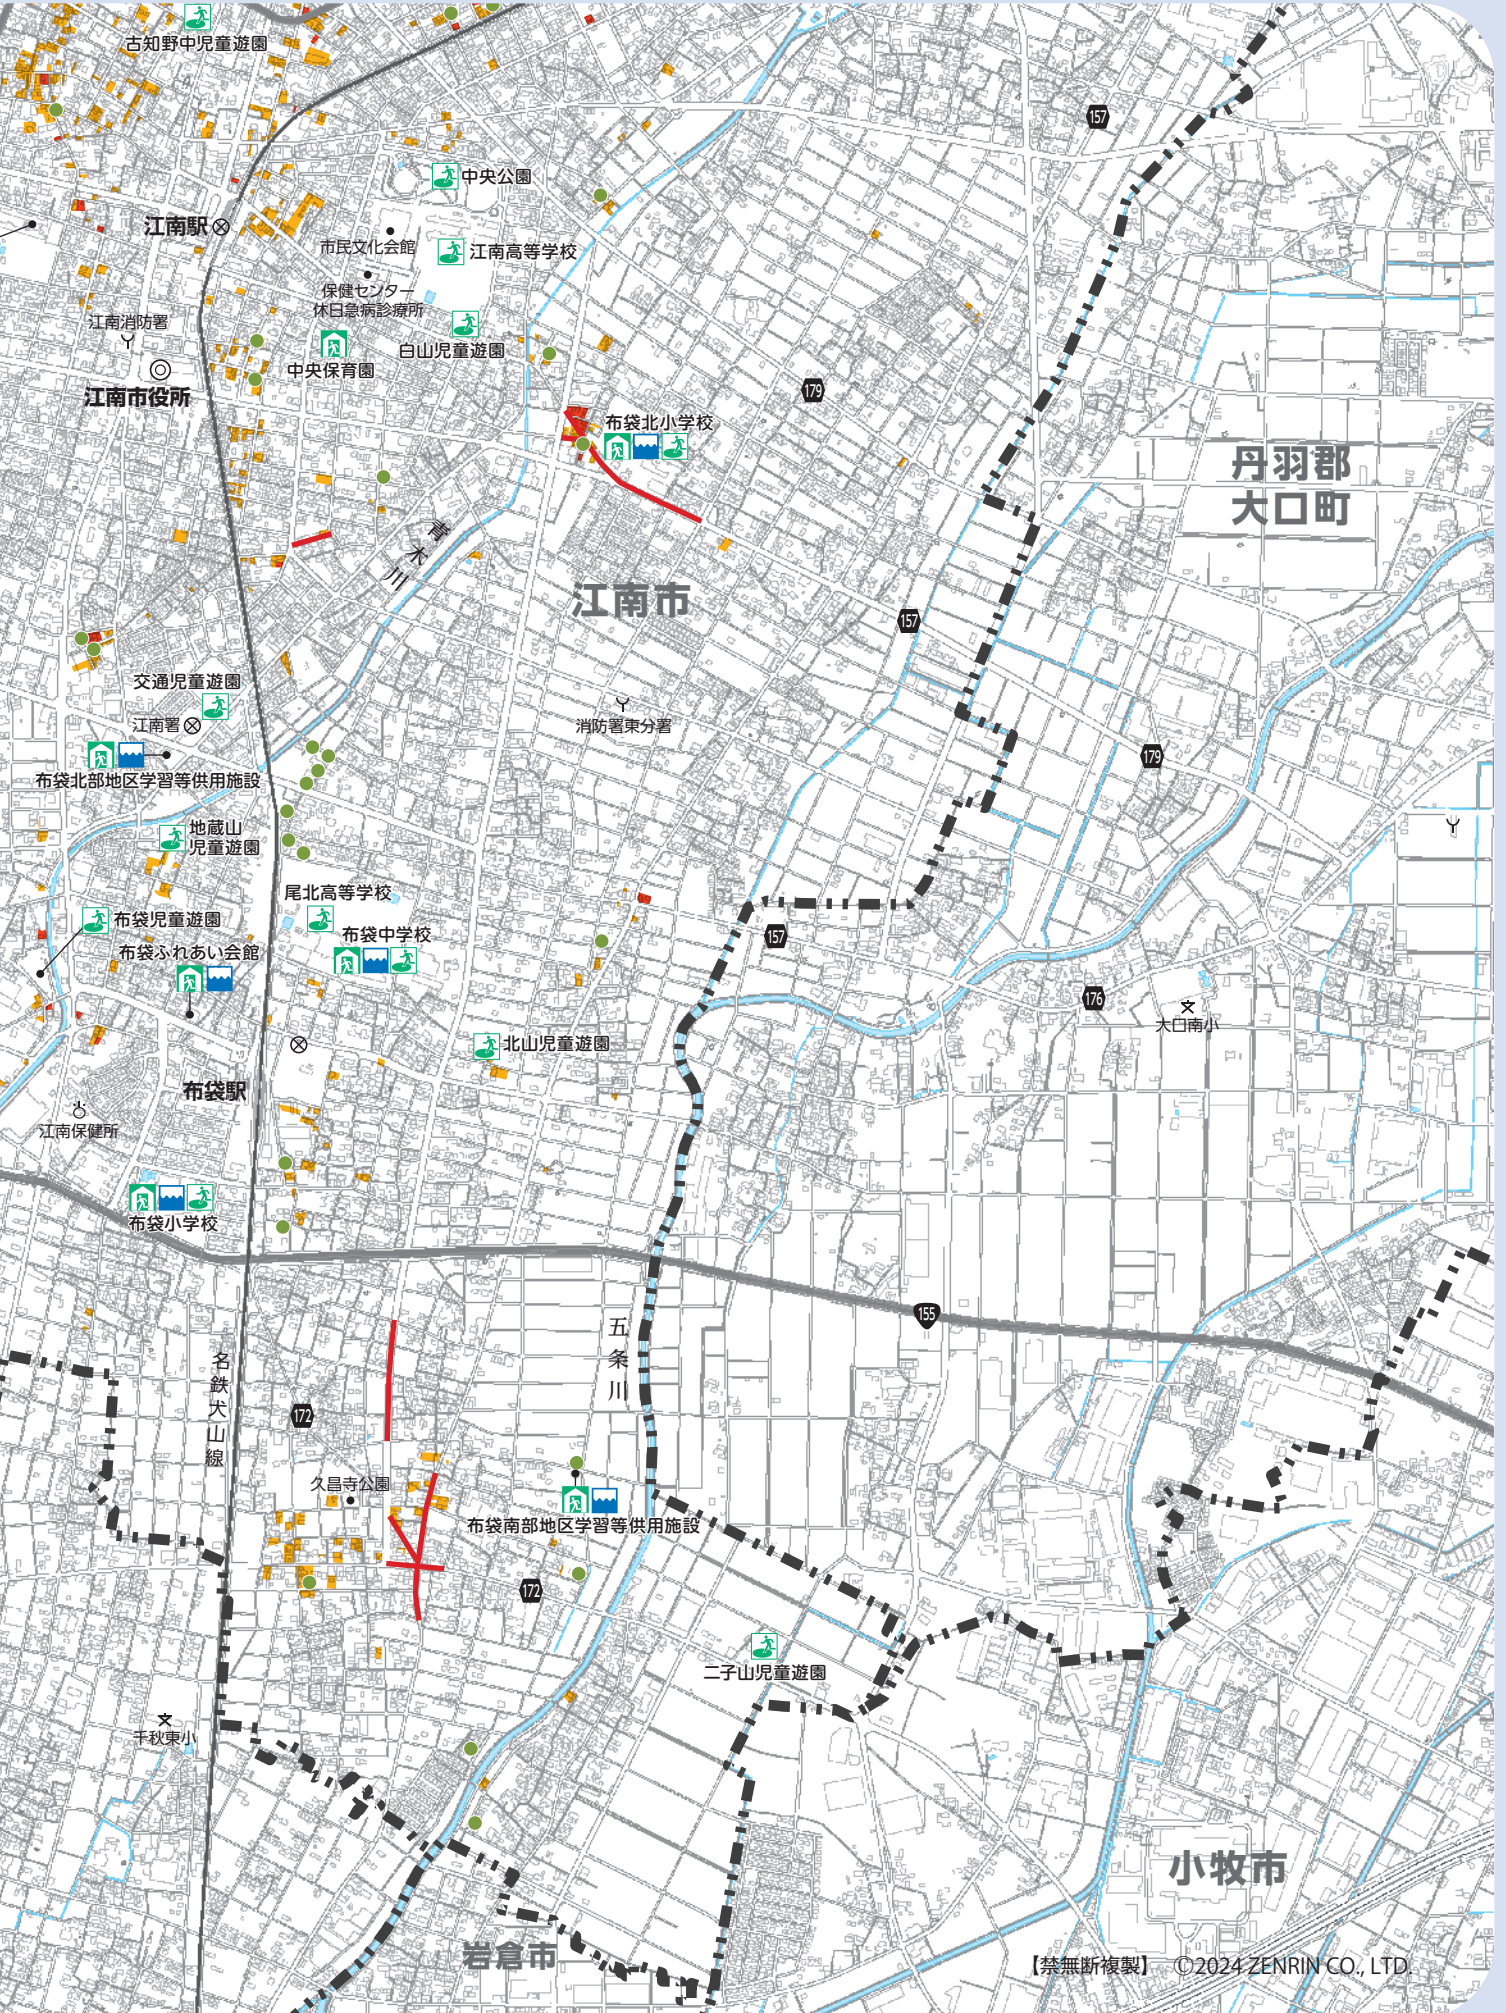 古知野中児童遊園
157
中央公園
江南駅
市民文化会館
江南高等学校
保健センター
休日急病診療所
江南消防署
白山児童遊園
中央保育園
江南市役所
179
布袋北小学校
丹羽郡
大口町
青木川
江南市
157
交通児童遊園
江南署
消防署東分署
179
布袋北部地区学習等供用施設
地蔵山
児童遊園
尾北高等学校
布袋児童遊園
布袋中学校
157
布袋ふれあい会館
176
大口南小
北山児童遊園
布袋駅
江南保健所
布袋小学校
155
五条川
名鉄犬山線
172
久昌寺公園
布袋南部地区学習等供用施設
172
二子山児童遊園
千秋東小
小牧市
岩倉市
【禁無断複製】 ©2024 ZENRIN CO., LTD.